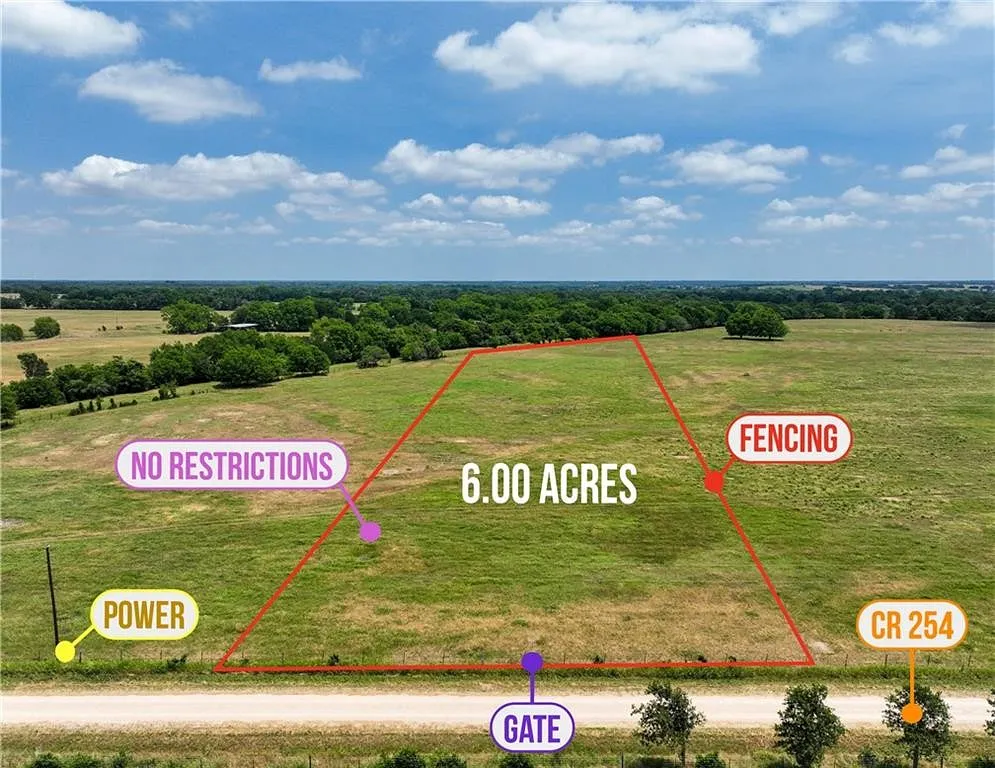 NO RESTRICTIONS
FENCING
6.00 ACRES
POWER
CR 254
GATE